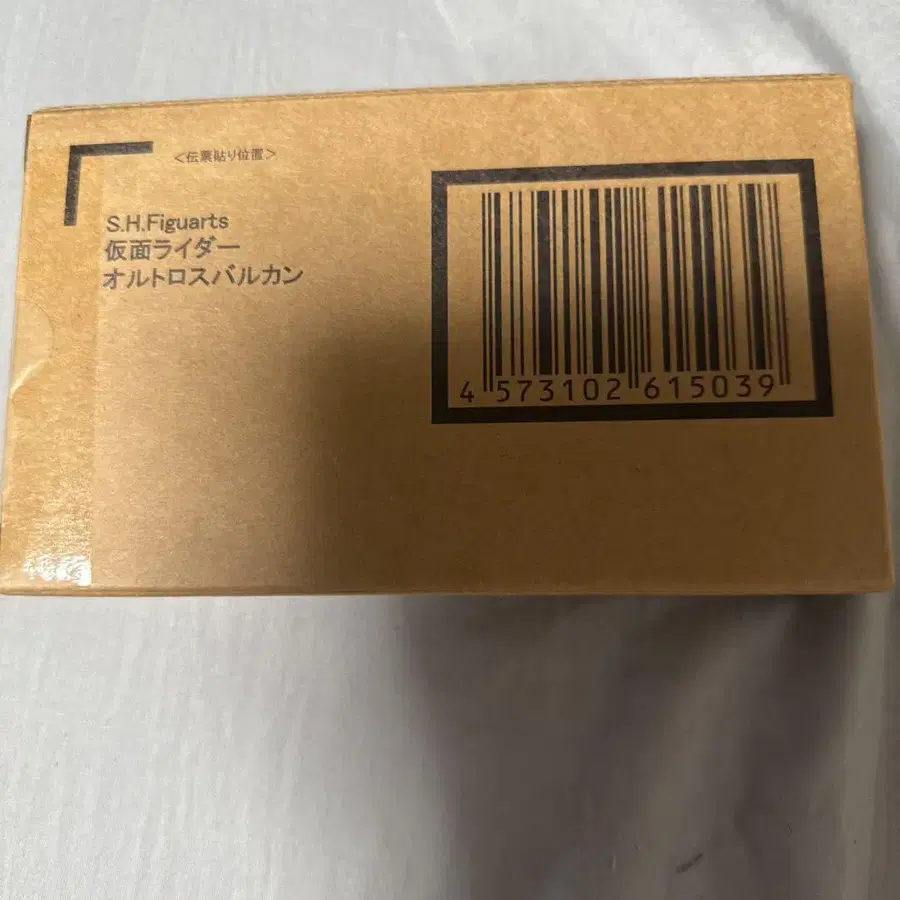 <伝票貼り位置>
S.H.Figuarts
仮面ライダー
オルトロスバルカン
4 573102 615039